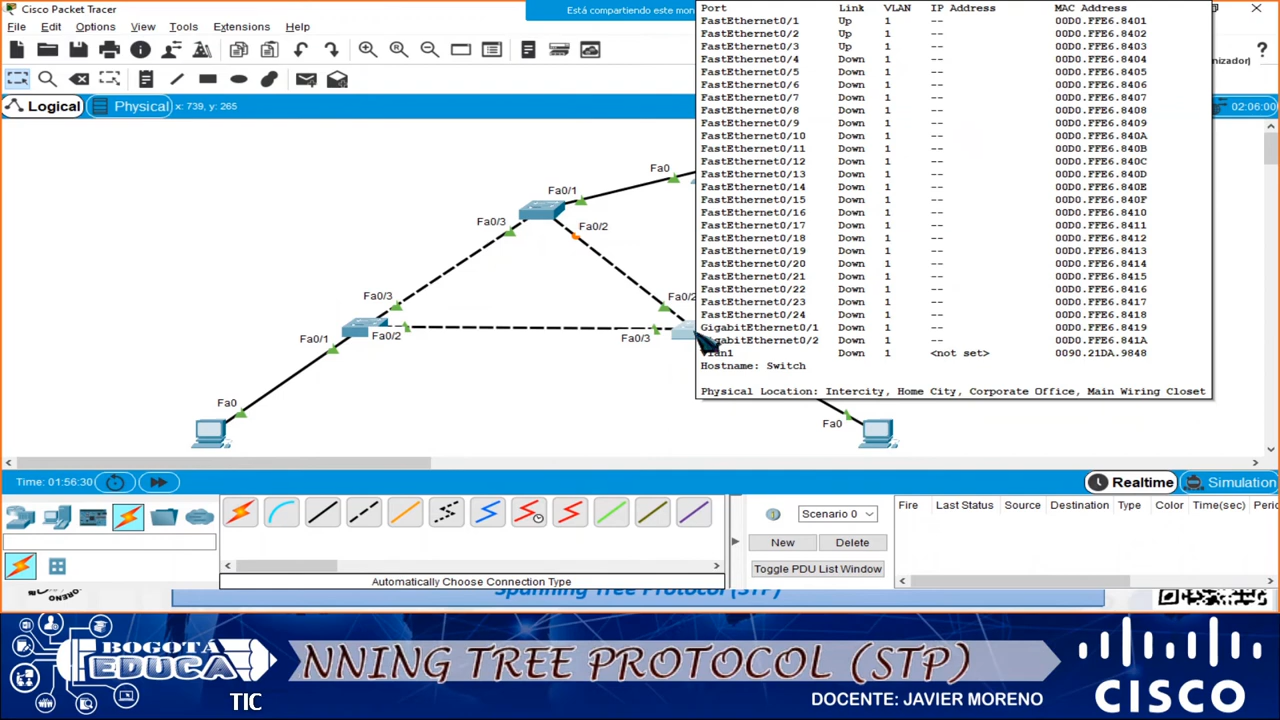 Cisco Packet Tracer
Está compartiendo este mon
File Edit Options View Tools Extensions Help
nizador)
Logical Physical x: 739, y: 265
02:06:00
Port Link VLAN IP Address MAC Address
FastEthernet0/1 Up 1 -- 00D0.FFE6.8401
FastEthernet0/2 Up 1 -- 00D0.FFE6.8402
FastEthernet0/3 Up 1 -- 00D0.FFE6.8403
FastEthernet0/4 Down 1 -- 00D0.FFE6.8404
FastEthernet0/5 Down 1 -- 00D0.FFE6.8405
FastEthernet0/6 Down 1 -- 00D0.FFE6.8406
FastEthernet0/7 Down 1 -- 00D0.FFE6.8407
FastEthernet0/8 Down 1 -- 00D0.FFE6.8408
FastEthernet0/9 Down 1 -- 00D0.FFE6.8409
FastEthernet0/10 Down 1 -- 00D0.FFE6.840A
FastEthernet0/11 Down 1 -- 00D0.FFE6.840B
FastEthernet0/12 Down 1 -- 00D0.FFE6.840C
FastEthernet0/13 Down 1 -- 00D0.FFE6.840D
FastEthernet0/14 Down 1 -- 00D0.FFE6.840E
FastEthernet0/15 Down 1 -- 00D0.FFE6.840F
FastEthernet0/16 Down 1 -- 00D0.FFE6.8410
FastEthernet0/17 Down 1 -- 00D0.FFE6.8411
FastEthernet0/18 Down 1 -- 00D0.FFE6.8412
FastEthernet0/19 Down 1 -- 00D0.FFE6.8413
FastEthernet0/20 Down 1 -- 00D0.FFE6.8414
FastEthernet0/21 Down 1 -- 00D0.FFE6.8415
FastEthernet0/22 Down 1 -- 00D0.FFE6.8416
FastEthernet0/23 Down 1 -- 00D0.FFE6.8417
FastEthernet0/24 Down 1 -- 00D0.FFE6.8418
GigabitEthernet0/1 Down 1 -- 00D0.FFE6.8419
igabitEthernet0/2 Down 1 -- 00D0.FFE6.841A
Vlan1 Down 1 <not set> 0090.21DA.9848
Hostname: Switch
Physical Location: Intercity, Home City, Corporate Office, Main Wiring Closet
Fa0
Fa0/1
Fa0/3
Fa0/2
Fa0/3
Fa0/2
Fa0/1
Fa0/2
Fa0/3
Fa0
Fa0
Time: 01:56:30
Realtime Simulation
Scenario 0
New Delete
Toggle PDU List Window
Fire Last Status Source Destination Type Color Time(sec) Perio
Automatically Choose Connection Type
Spanning Tree Protocol (STP)
BOGOTÁ
EDUCA
TIC
NNING TREE PROTOCOL (STP)
DOCENTE: JAVIER MORENO
CISCO